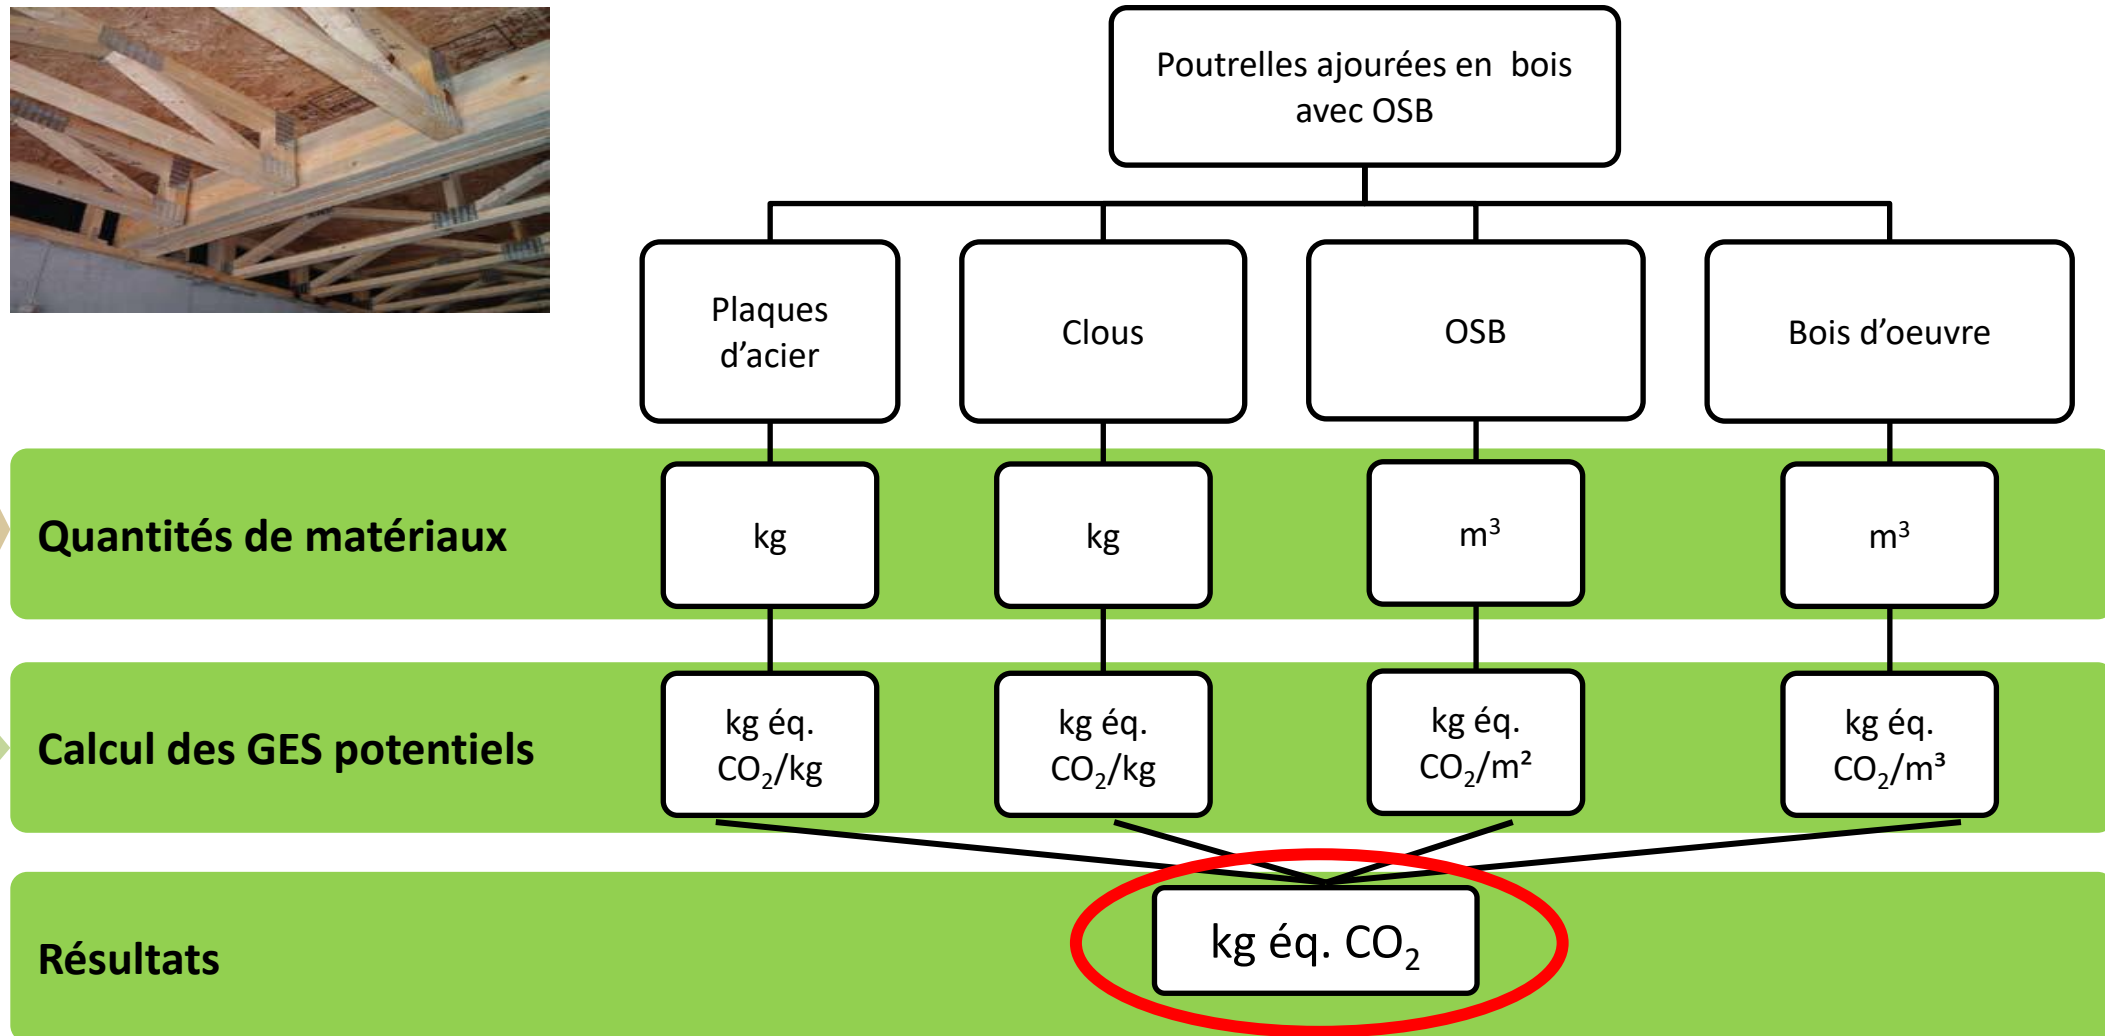 Poutrelles ajourées en bois
avec OSB
Plaques
d’acier
Clous
OSB
Bois d’oeuvre
Quantités de matériaux
kg
kg
m³
m³
Calcul des GES potentiels
kg éq.
CO₂/kg
kg éq.
CO₂/kg
kg éq.
CO₂/m²
kg éq.
CO₂/m³
Résultats
kg éq. CO₂